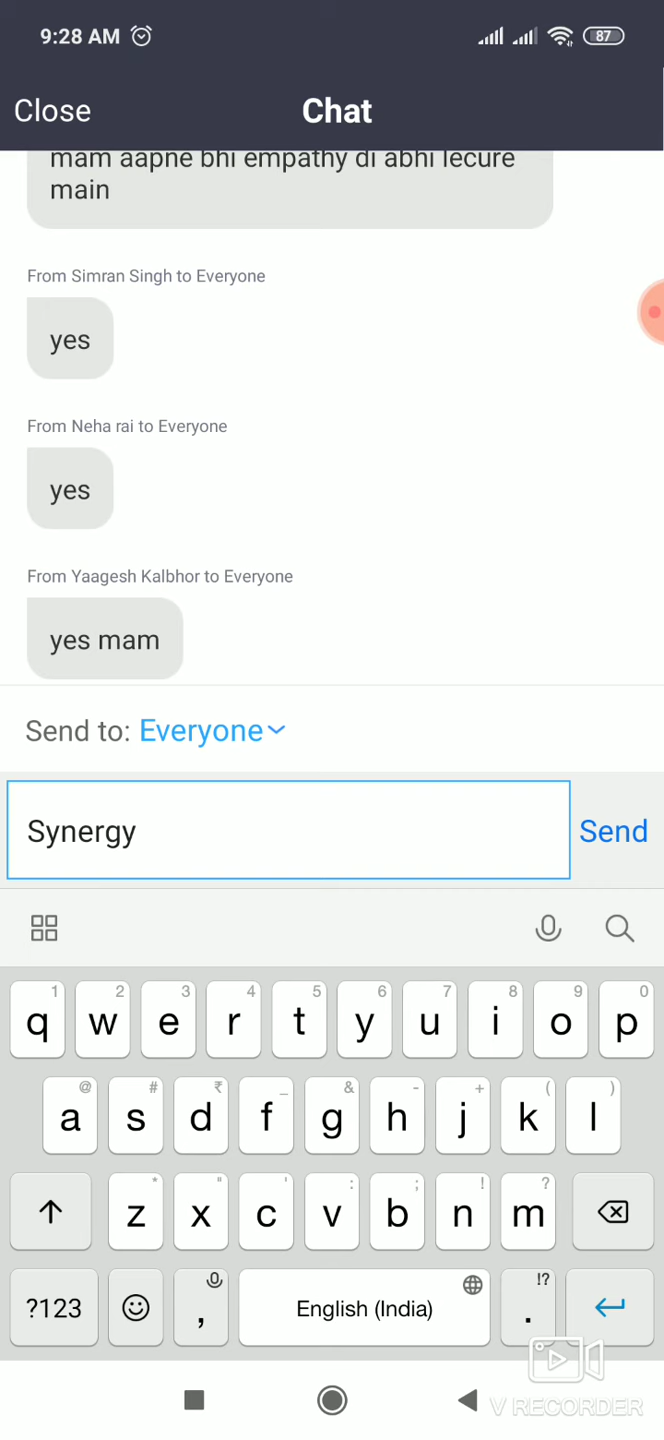 9:28 AM 87
Close Chat
mam aapne bhi empathy di abhi lecure
main
From Simran Singh to Everyone
yes
From Neha rai to Everyone
yes
From Yaagesh Kalbhor to Everyone
yes mam
Send to: Everyone
Synergy Send
1 2 3 4 5 6 7 8 9 0
q w e r t y u i o p
@ # ₹ _ & - + ( )
a s d f g h j k l
* " ' : ; ! ?
z x c v b n m
?123 , English (India) . !?
V RECORDER